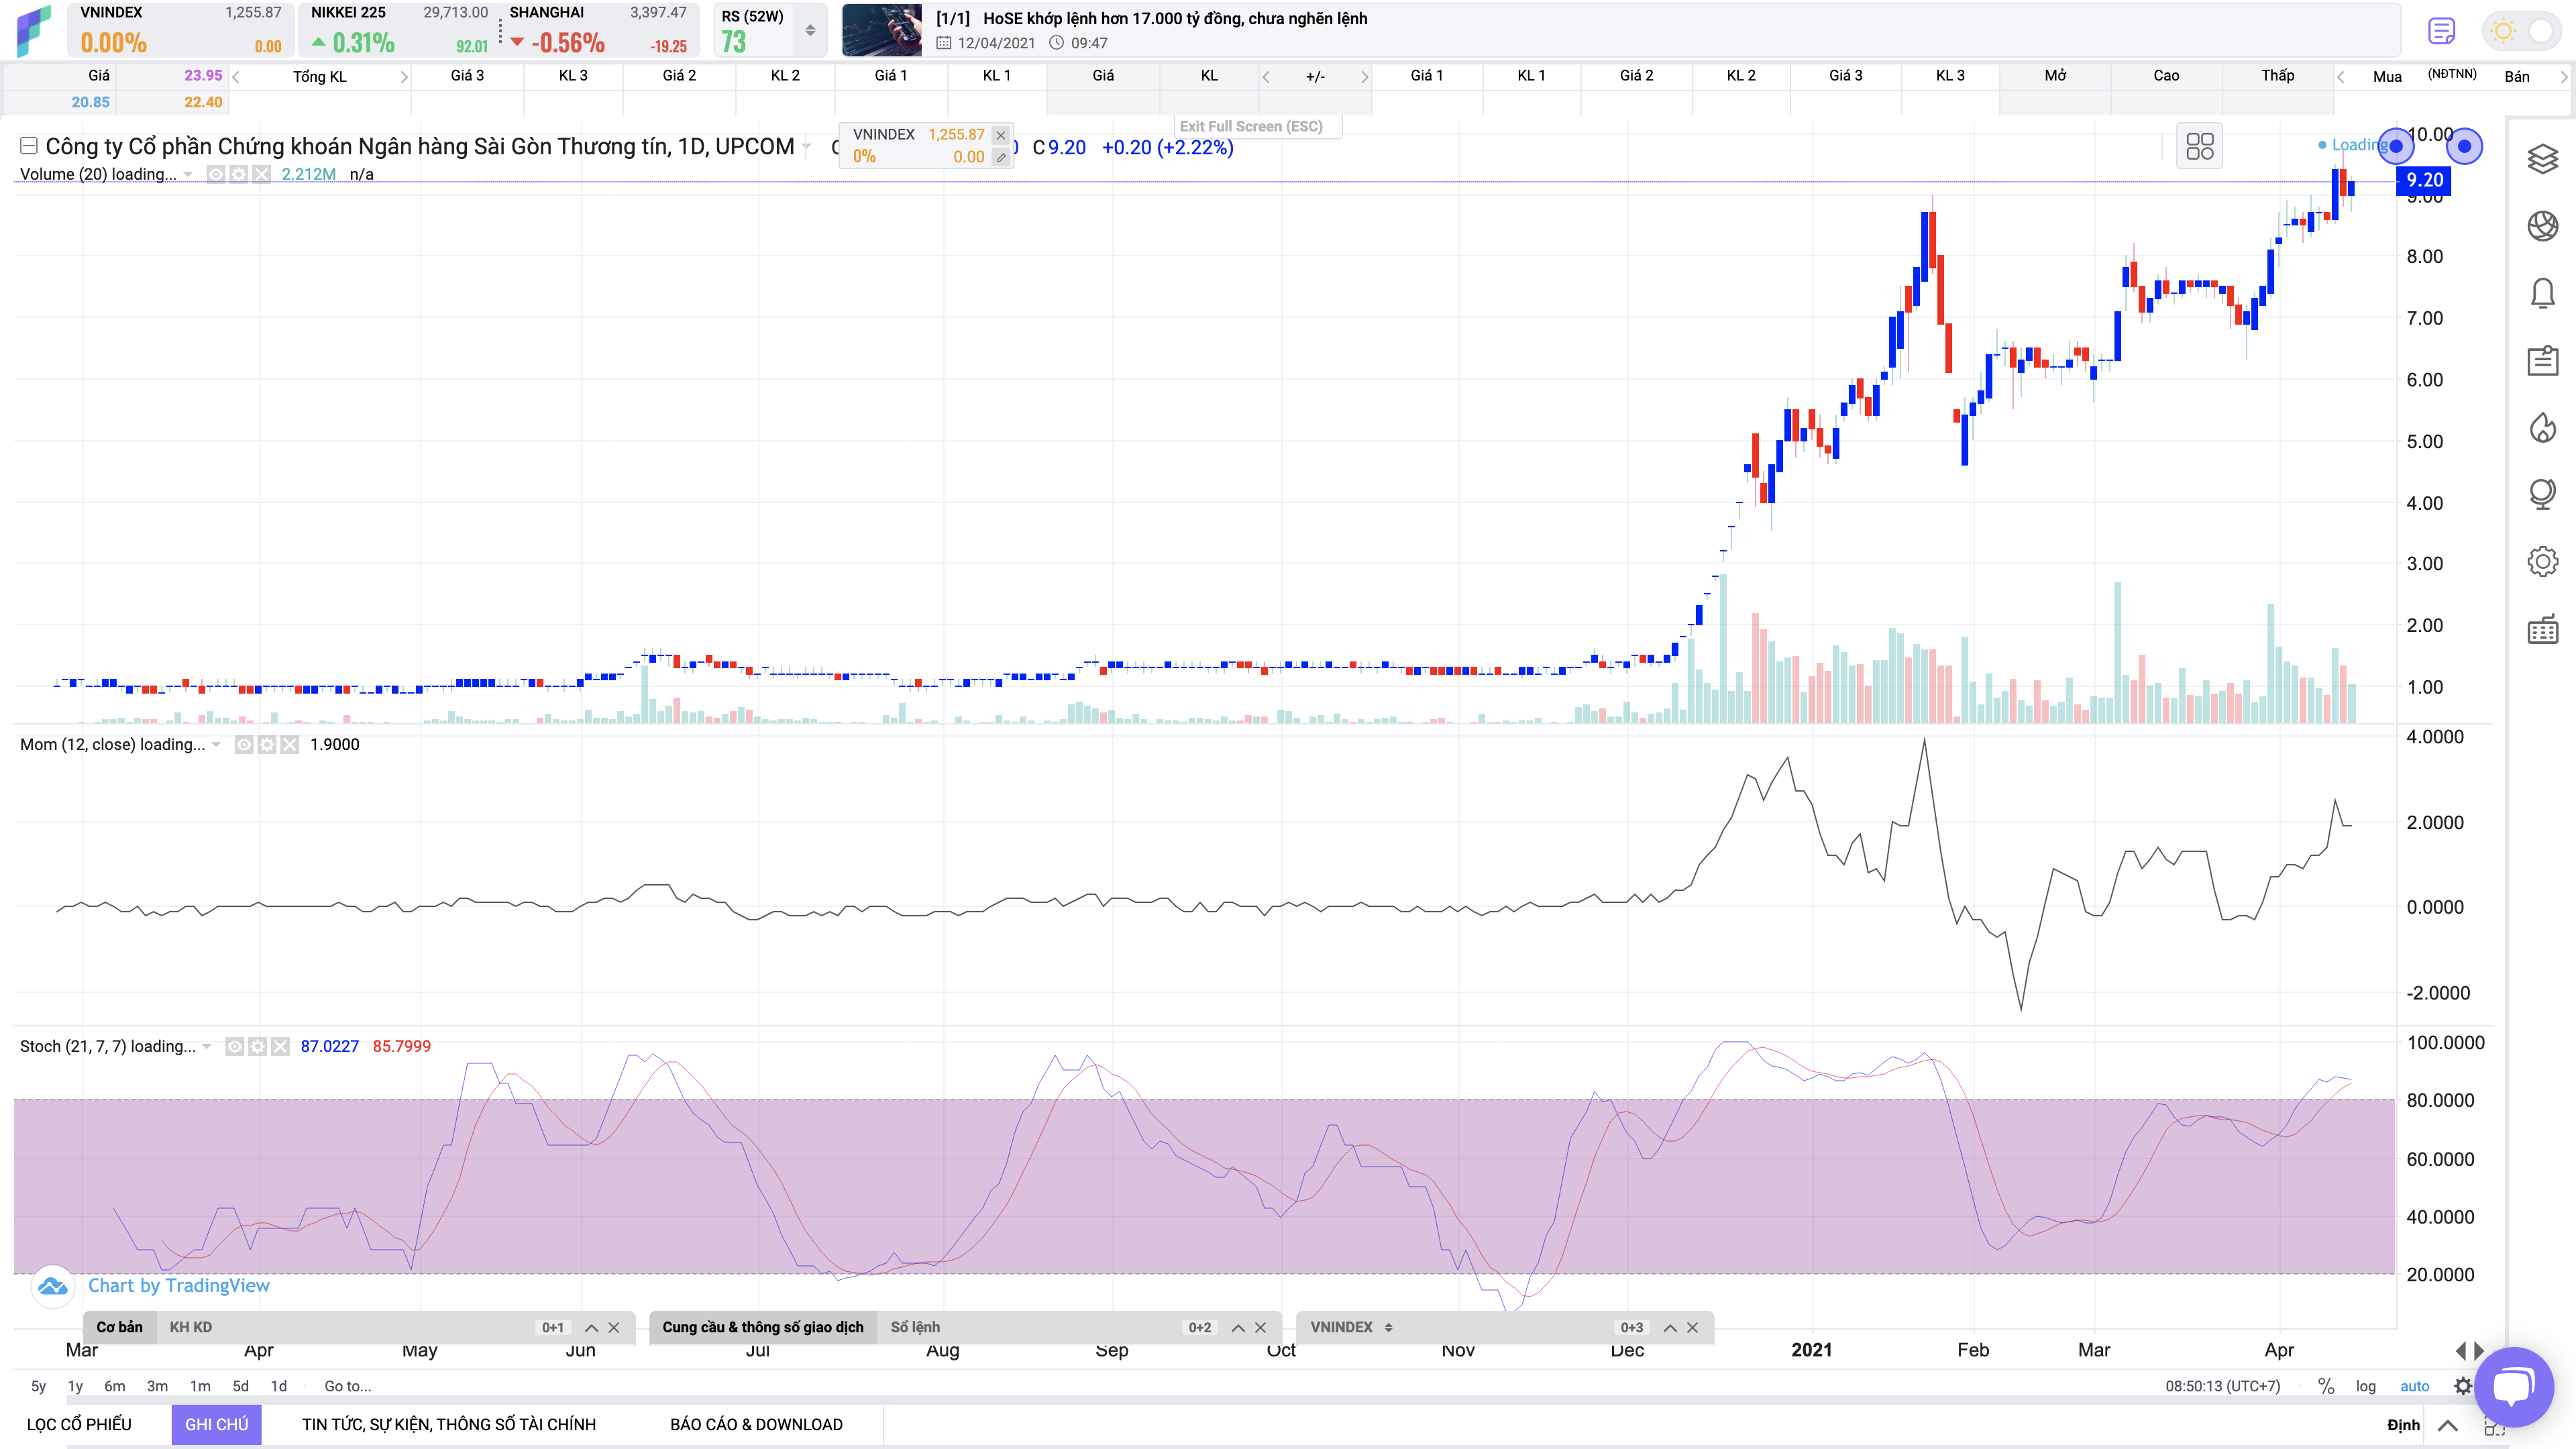 VNINDEX 1,255.87
0.00% 0.00
NIKKEI 225 29,713.00
0.31% 92.01
SHANGHAI 3,397.47
-0.56% -19.25
RS (52W)
73
[1/1] HoSE khớp lệnh hơn 17.000 tỷ đồng, chưa nghẽn lệnh
12/04/2021 09:47
Giá 23.95 Tổng KL Giá 3 KL 3 Giá 2 KL 2 Giá 1 KL 1 Giá KL +/- Giá 1 KL 1 Giá 2 KL 2 Giá 3 KL 3 Mở Cao Thấp Mua (NĐTNN) Bán
20.85 22.40
Exit Full Screen (ESC)
Công ty Cổ phần Chứng khoán Ngân hàng Sài Gòn Thương tín, 1D, UPCOM C9.20 +0.20 (+2.22%)
VNINDEX 1,255.87
0% 0.00
Loading
Volume (20) loading... 2.212M n/a
10.00
9.20
9.00
8.00
7.00
6.00
5.00
4.00
3.00
2.00
1.00
Mom (12, close) loading... 1.9000
4.0000
2.0000
0.0000
-2.0000
Stoch (21, 7, 7) loading... 87.0227 85.7999
100.0000
80.0000
60.0000
40.0000
20.0000
Chart by TradingView
Cơ bản KH KD 0+1
Cung cầu & thông số giao dịch Sổ lệnh 0+2
VNINDEX 0+3
Mar Apr May Jun Jul Aug Sep Oct Nov Dec 2021 Feb Mar Apr
5y 1y 6m 3m 1m 5d 1d Go to... 08:50:13 (UTC+7) % log auto
LỌC CỔ PHIẾU GHI CHÚ TIN TỨC, SỰ KIỆN, THÔNG SỐ TÀI CHÍNH BÁO CÁO & DOWNLOAD Định